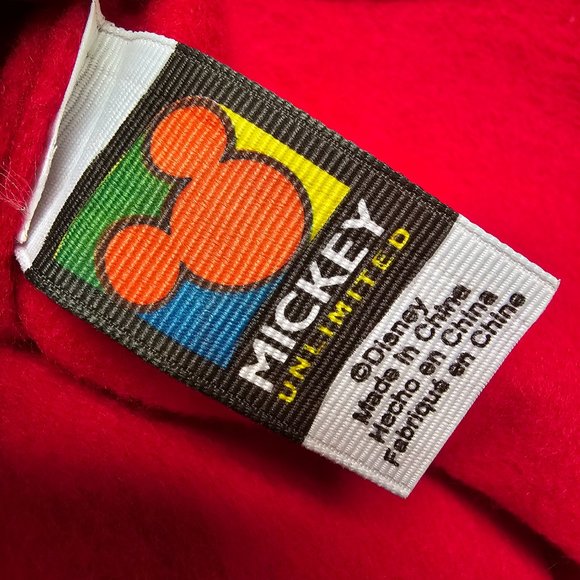 MICKEY
UNLIMITED
©Disney
Made in China
Hecho en China
Fabriqué en Chine